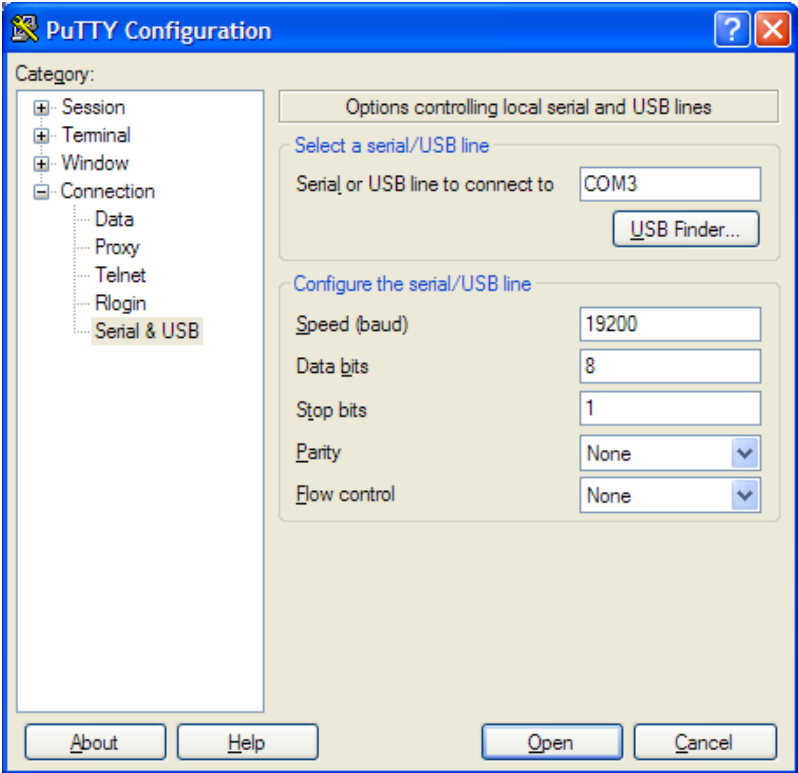 PuTTY Configuration
?
Category:
Session
Terminal
Window
Connection
Data
Proxy
Telnet
Rlogin
Serial & USB
Options controlling local serial and USB lines
Select a serial/USB line
Serial or USB line to connect to COM3
USB Finder...
Configure the serial/USB line
Speed (baud) 19200
Data bits 8
Stop bits 1
Parity None
Flow control None
About Help Open Cancel